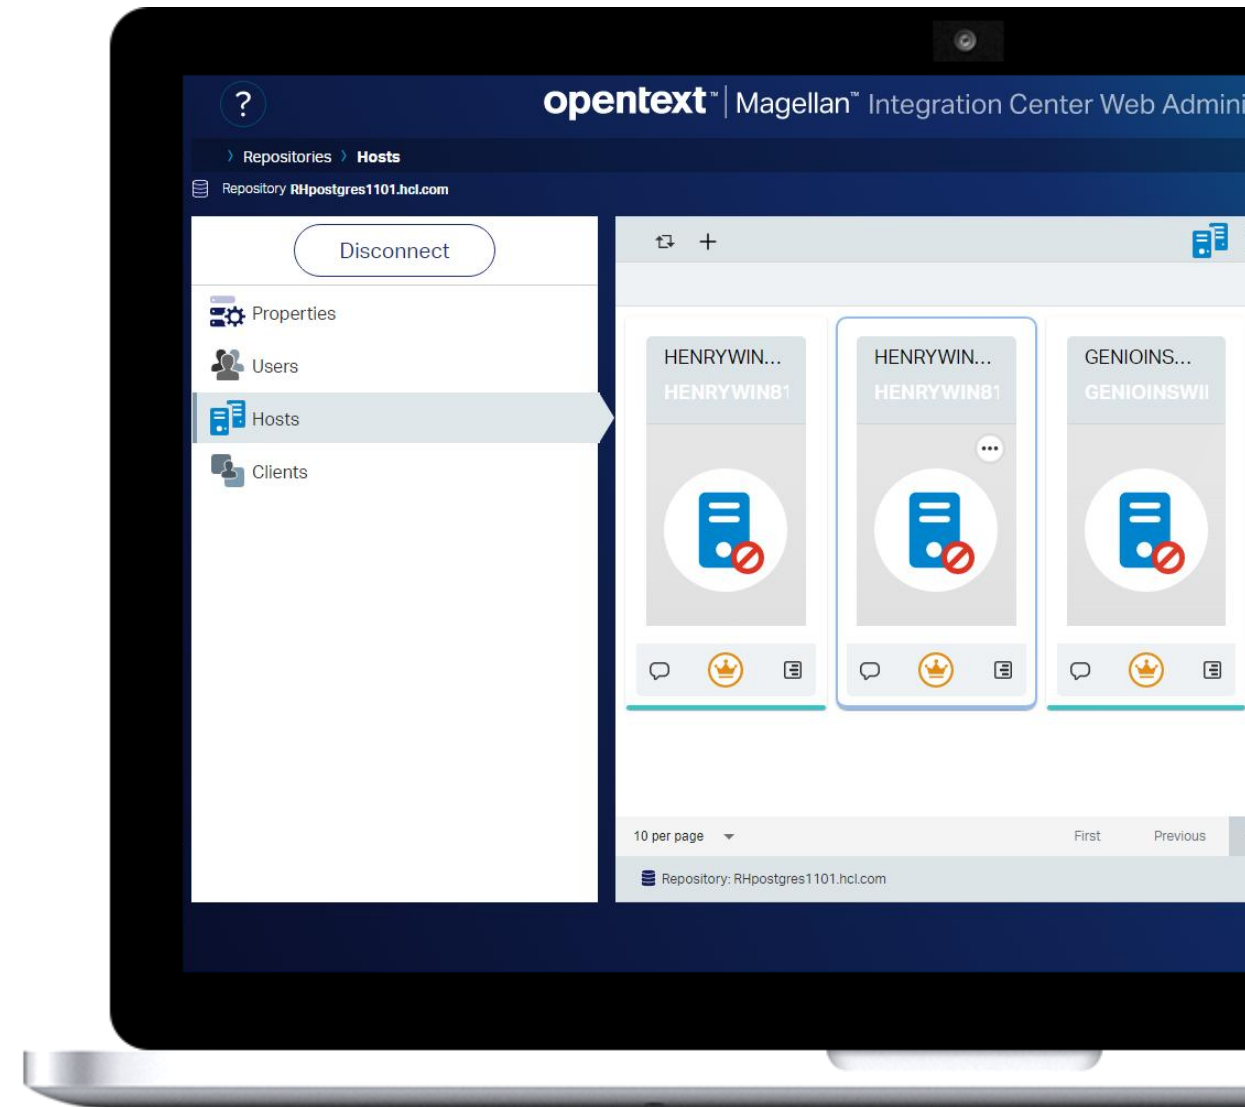 ?
opentext™ | Magellan™ Integration Center Web Admini
〉 Repositories 〉 Hosts
Repository RHpostgres1101.hcl.com
Disconnect
Properties
Users
Hosts
Clients
HENRYWIN...
HENRYWIN81
HENRYWIN...
HENRYWIN81
GENIOINS...
GENIOINSWI
10 per page
First
Previous
Repository: RHpostgres1101.hcl.com